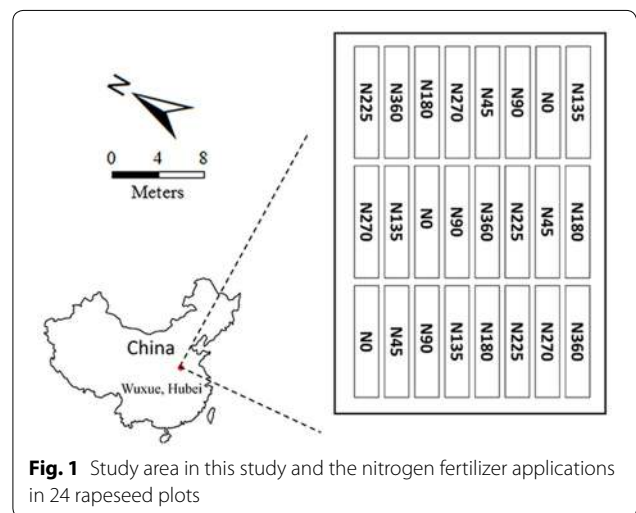 N
0 4 8
Meters
China
Wuxue, Hubei
N225 N360 N180 N270 N45 N90 N0 N135
N270 N135 N0 N90 N360 N225 N45 N180
N0 N45 N90 N135 N180 N225 N270 N360
Fig. 1 Study area in this study and the nitrogen fertilizer applications
in 24 rapeseed plots